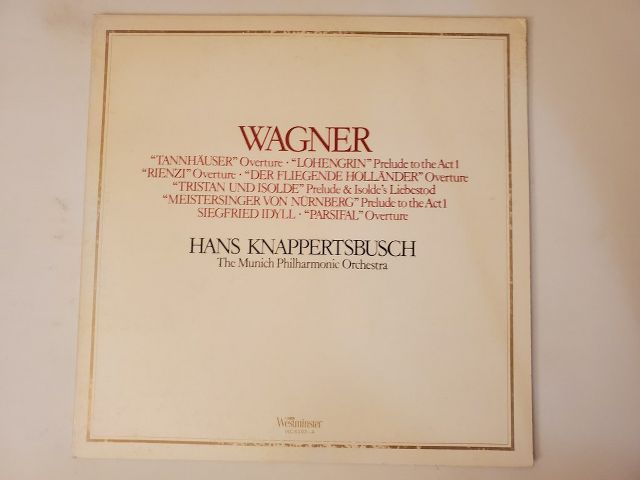 WAGNER
"TANNHÄUSER" Overture · "LOHENGRIN" Prelude to the Act 1
"RIENZI" Overture · "DER FLIEGENDE HOLLÄNDER" Overture
"TRISTAN UND ISOLDE" Prelude & Isolde's Liebestod
"MEISTERSINGER VON NÜRNBERG" Prelude to the Act 1
SIEGFRIED IDYLL · "PARSIFAL" Overture
HANS KNAPPERTSBUSCH
The Munich Philharmonic Orchestra
Westminster